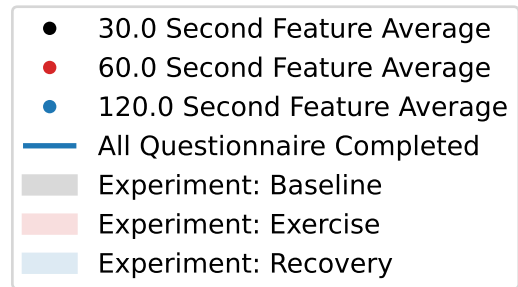 30.0 Second Feature Average
60.0 Second Feature Average
120.0 Second Feature Average
All Questionnaire Completed
Experiment: Baseline
Experiment: Exercise
Experiment: Recovery